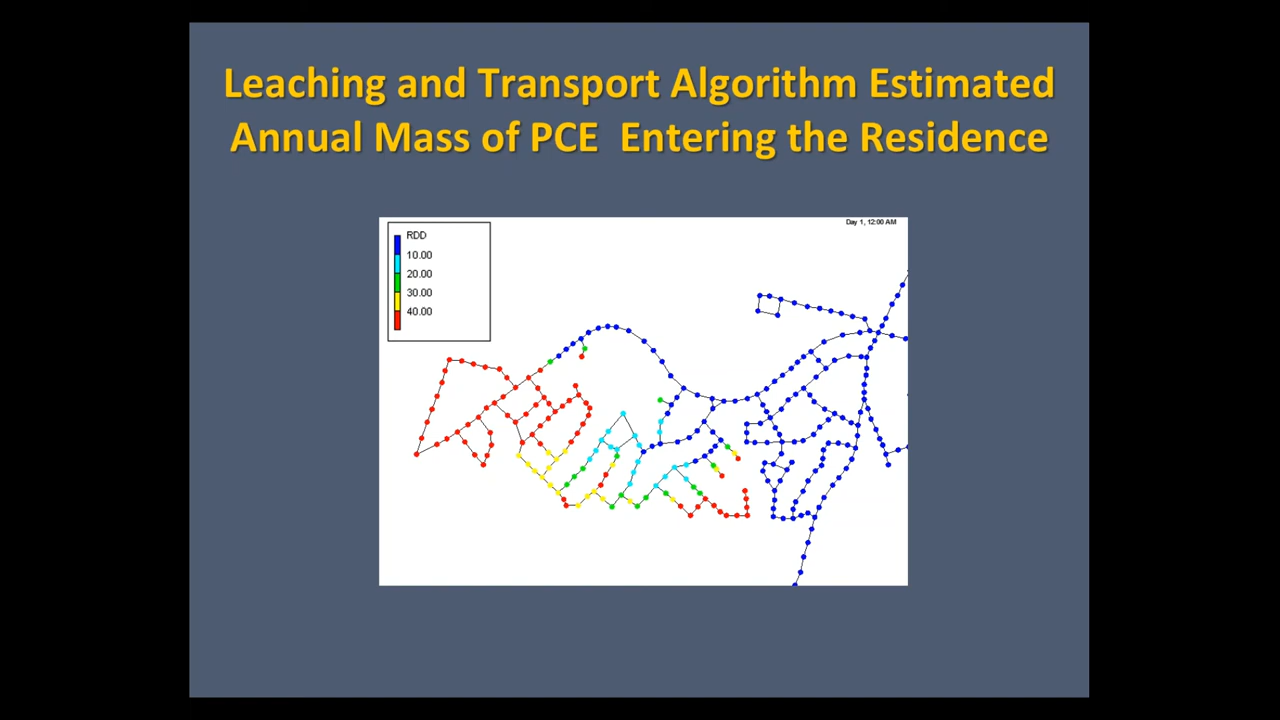 Leaching and Transport Algorithm Estimated
Annual Mass of PCE Entering the Residence
Day 1, 12:00 AM
RDD
10.00
20.00
30.00
40.00